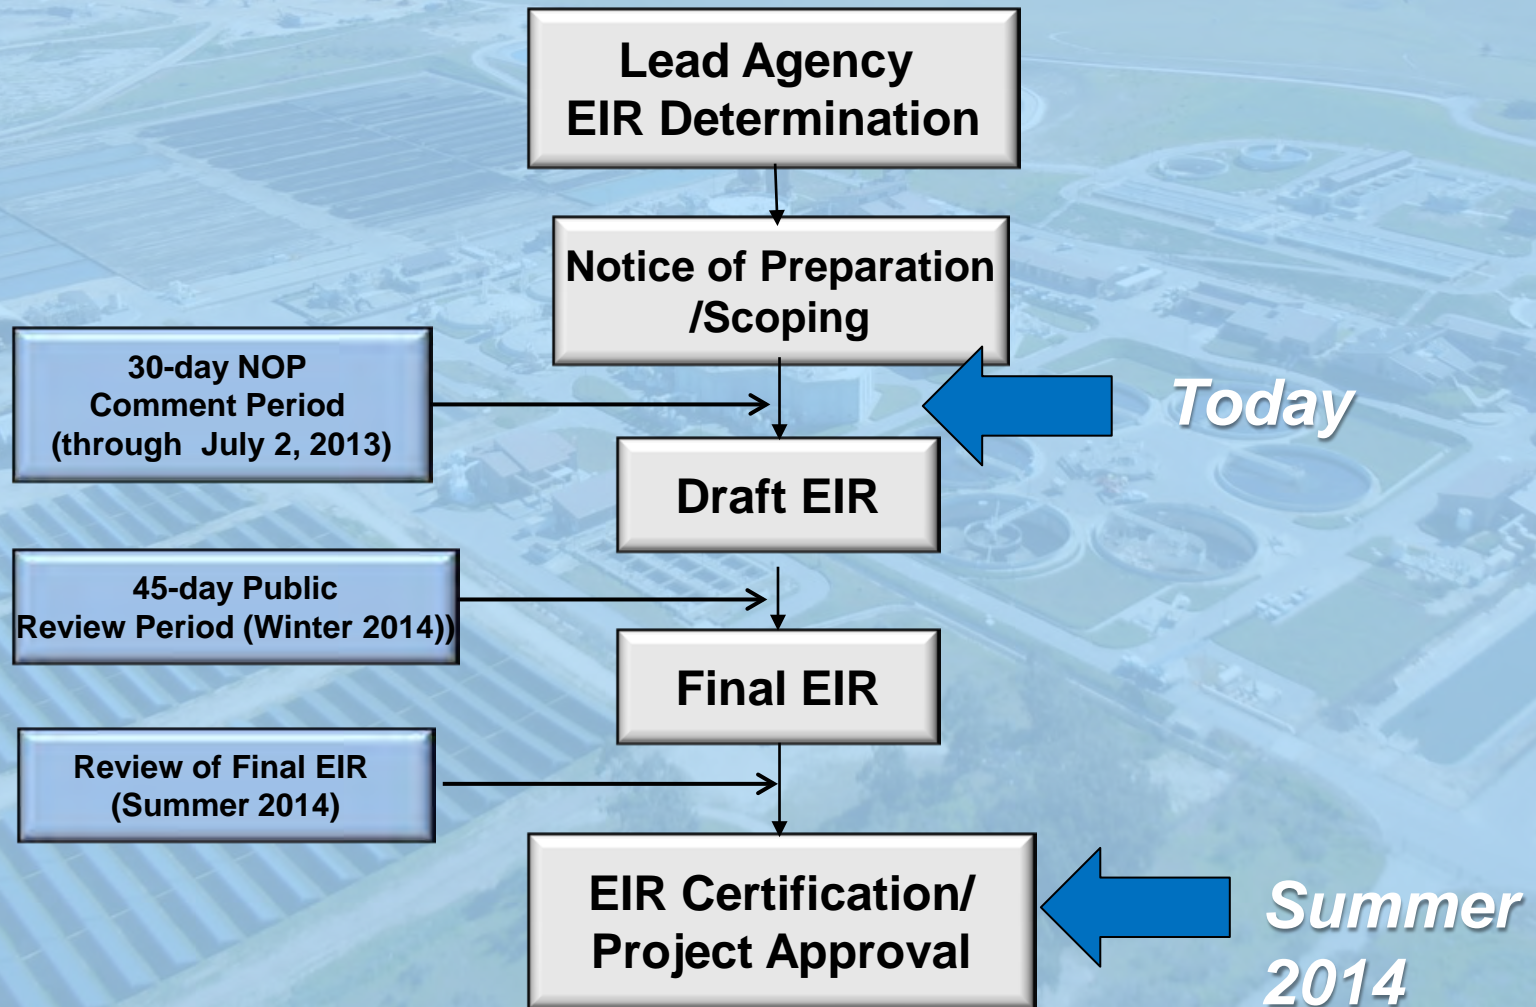 Lead Agency
EIR Determination
Notice of Preparation
/Scoping
30-day NOP
Comment Period
(through July 2, 2013)
Today
Draft EIR
45-day Public
Review Period (Winter 2014))
Final EIR
Review of Final EIR
(Summer 2014)
EIR Certification/
Project Approval
Summer
2014